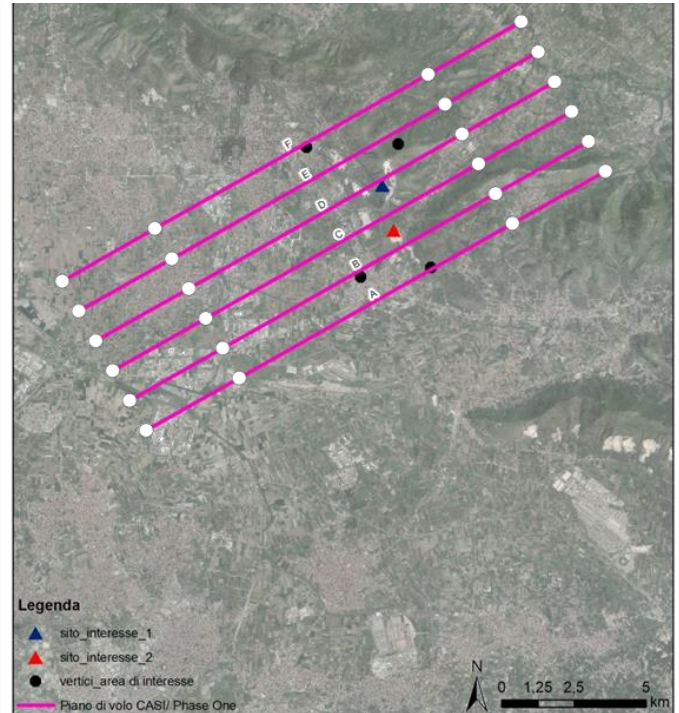 F
E
D
C
B
A
Legenda
sito_interesse_1
sito_interesse_2
vertici_area di interesse
Piano di volo CASI/ Phase One
N
0 1,25 2,5 5
km